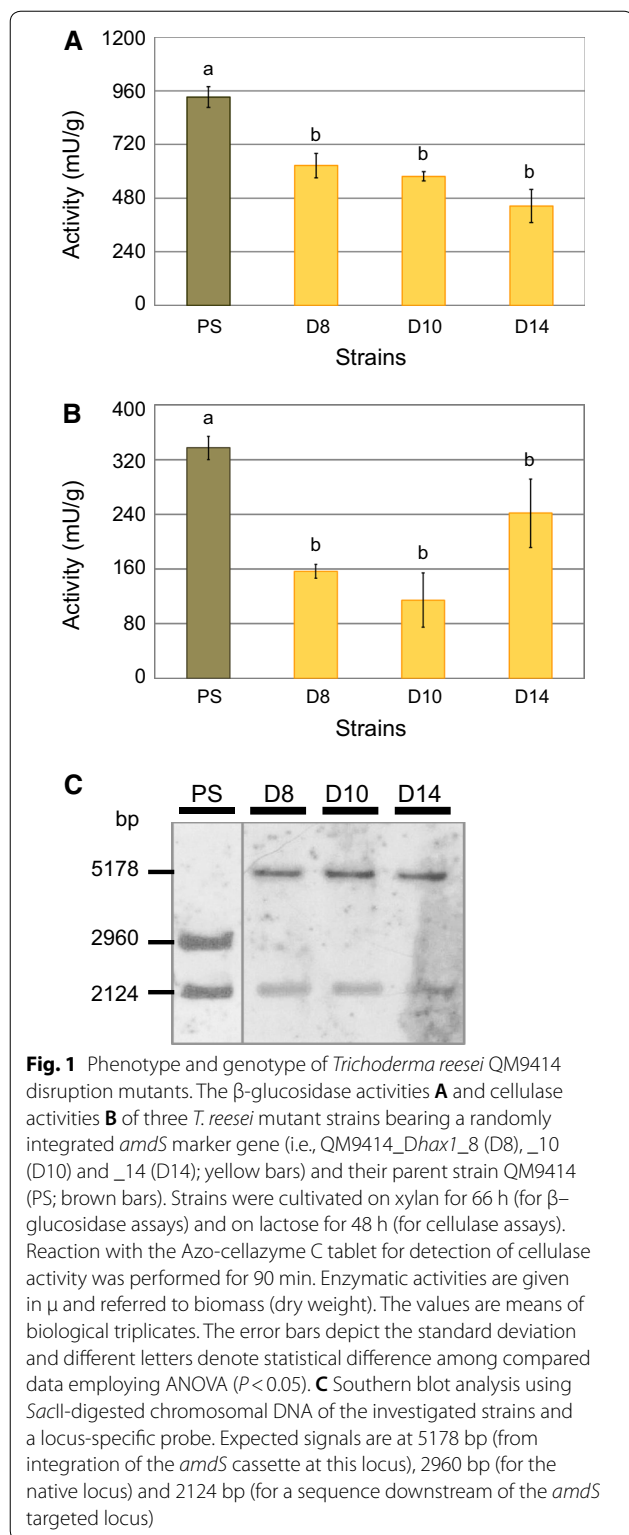 A
1200
960
720
480
240
0
Activity (mU/g)
a
b
b
b
PS D8 D10 D14
Strains
B
400
320
240
160
80
0
Activity (mU/g)
a
b
b
b
PS D8 D10 D14
Strains
C
PS D8 D10 D14
bp
5178
2960
2124
Fig. 1 Phenotype and genotype of Trichoderma reesei QM9414
disruption mutants. The β-glucosidase activities A and cellulase
activities B of three T. reesei mutant strains bearing a randomly
integrated amdS marker gene (i.e., QM9414_Dhax1_8 (D8), _10
(D10) and _14 (D14); yellow bars) and their parent strain QM9414
(PS; brown bars). Strains were cultivated on xylan for 66 h (for β–
glucosidase assays) and on lactose for 48 h (for cellulase assays).
Reaction with the Azo-cellazyme C tablet for detection of cellulase
activity was performed for 90 min. Enzymatic activities are given
in μ and referred to biomass (dry weight). The values are means of
biological triplicates. The error bars depict the standard deviation
and different letters denote statistical difference among compared
data employing ANOVA (P < 0.05). C Southern blot analysis using
SacII-digested chromosomal DNA of the investigated strains and
a locus-specific probe. Expected signals are at 5178 bp (from
integration of the amdS cassette at this locus), 2960 bp (for the
native locus) and 2124 bp (for a sequence downstream of the amdS
targeted locus)